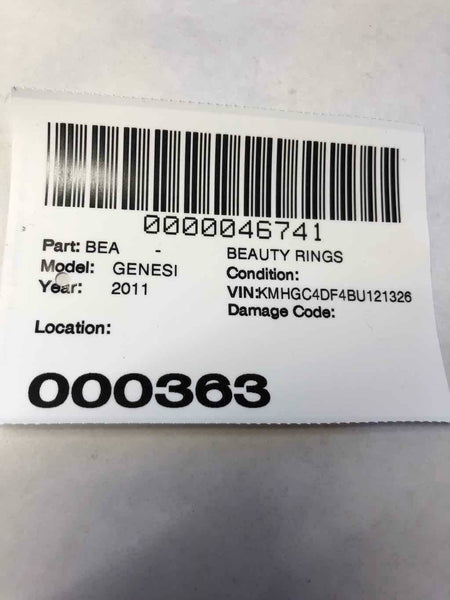 0000046741
Part: BEA - BEAUTY RINGS
Model: GENESI Condition:
Year: 2011 VIN:KMHGC4DF4BU121326
Damage Code:
Location:
000363